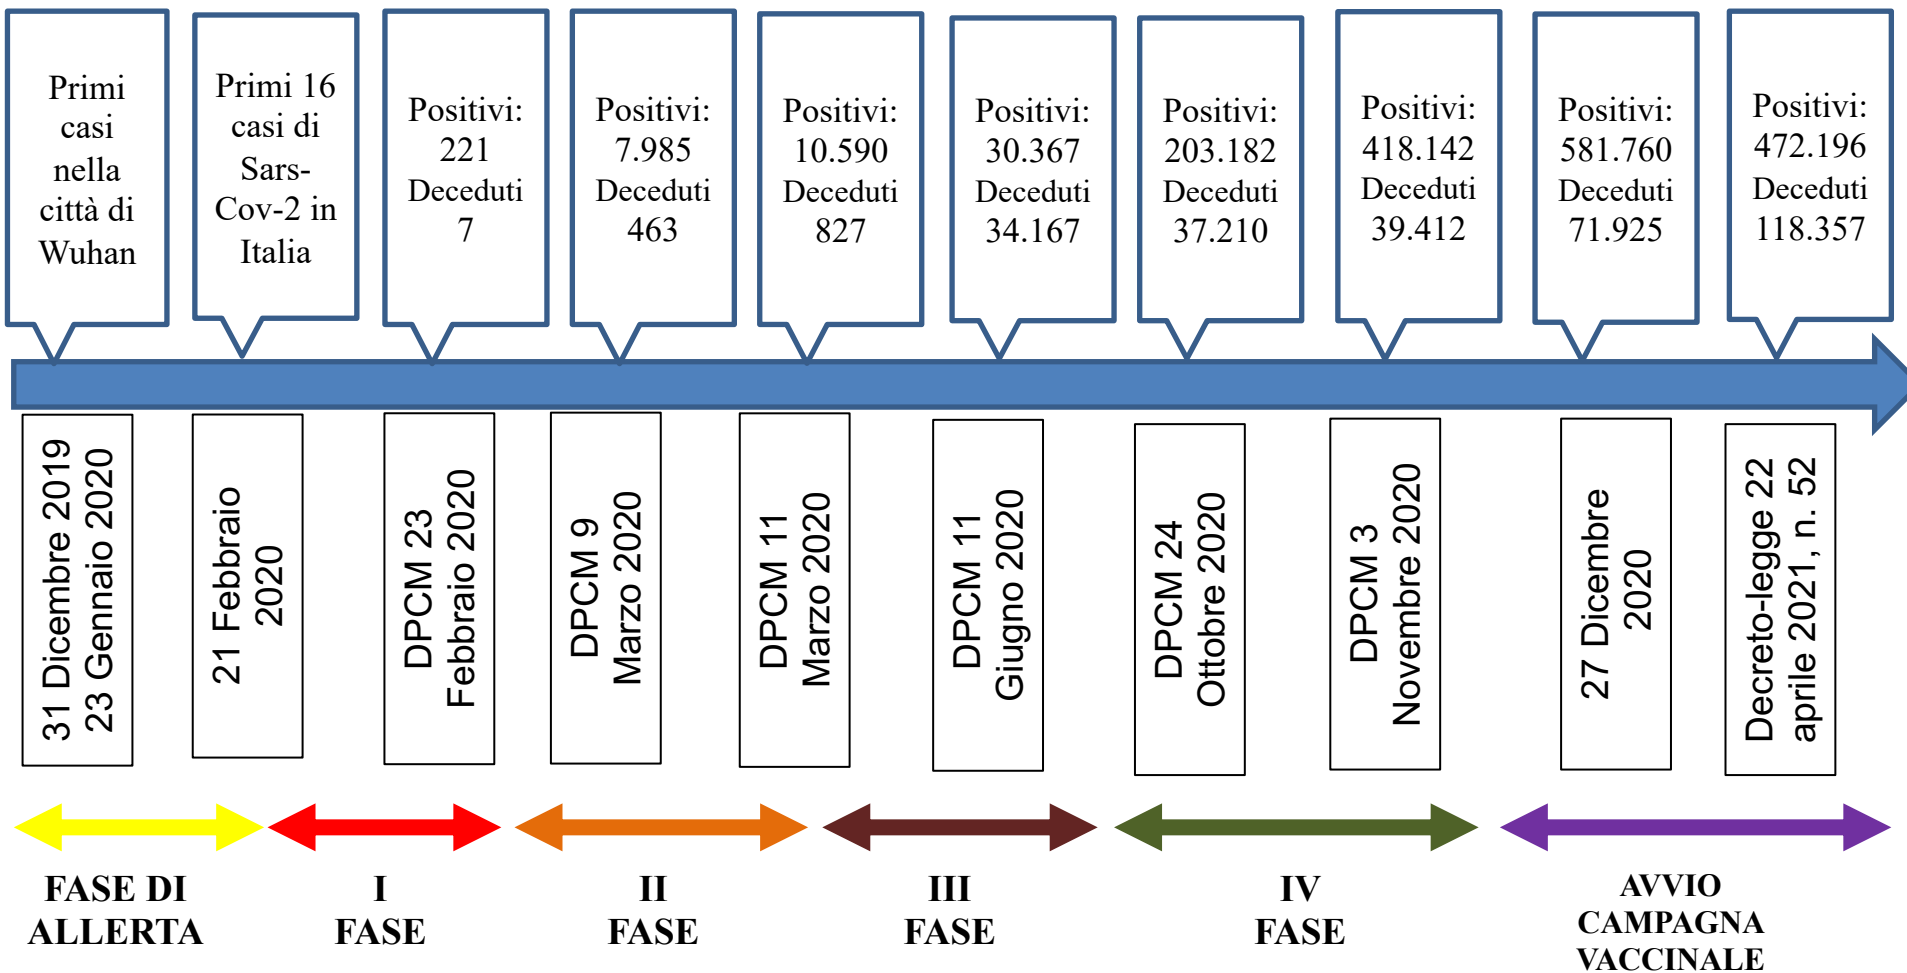 Primi
casi
nella
città di
Wuhan
Primi 16
casi di
Sars-
Cov-2 in
Italia
Positivi:
221
Deceduti
7
Positivi:
7.985
Deceduti
463
Positivi:
10.590
Deceduti
827
Positivi:
30.367
Deceduti
34.167
Positivi:
203.182
Deceduti
37.210
Positivi:
418.142
Deceduti
39.412
Positivi:
581.760
Deceduti
71.925
Positivi:
472.196
Deceduti
118.357
31 Dicembre 2019
23 Gennaio 2020
21 Febbraio
2020
DPCM 23
Febbraio 2020
DPCM 9
Marzo 2020
DPCM 11
Marzo 2020
DPCM 11
Giugno 2020
DPCM 24
Ottobre 2020
DPCM 3
Novembre 2020
27 Dicembre
2020
Decreto-legge 22
aprile 2021, n. 52
FASE DI
ALLERTA
I
FASE
II
FASE
III
FASE
IV
FASE
AVVIO
CAMPAGNA
VACCINALE